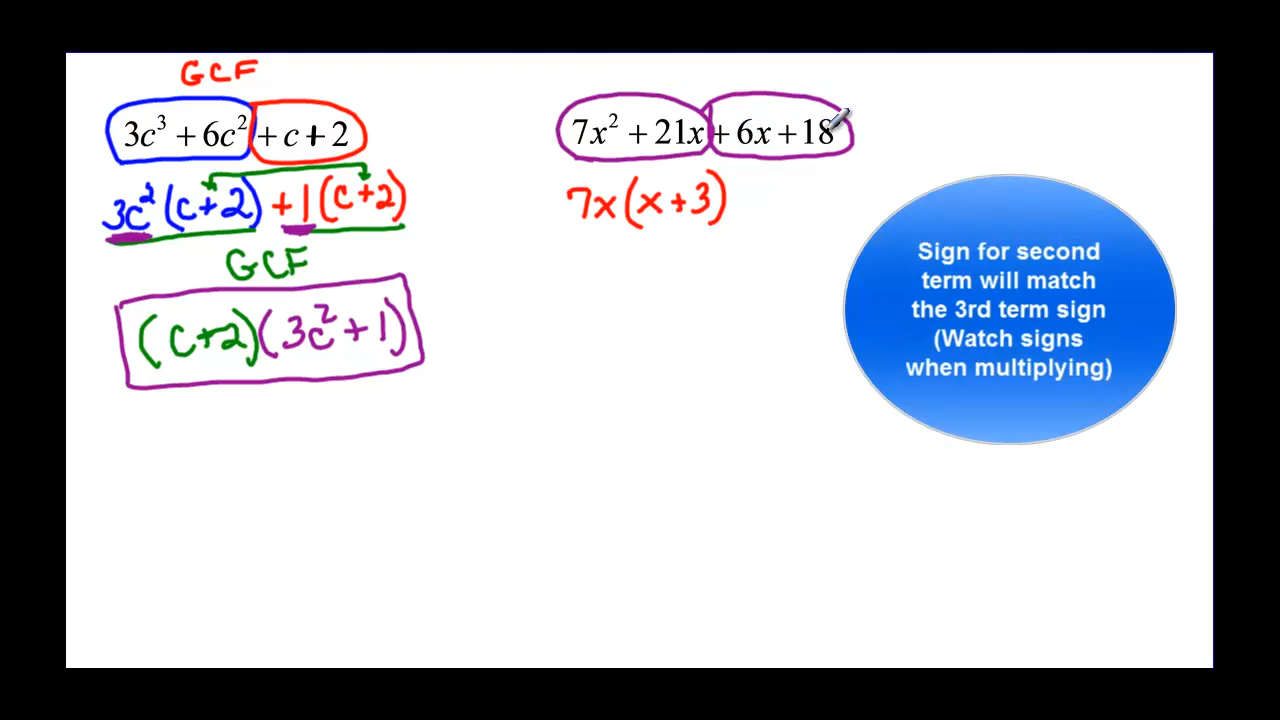 GCF
3c³ + 6c² + c + 2
3c²(c+2) +1(c+2)
GCF
(c+2)(3c²+1)
7x² + 21x + 6x + 18
7x(x+3)
Sign for second
term will match
the 3rd term sign
(Watch signs
when multiplying)